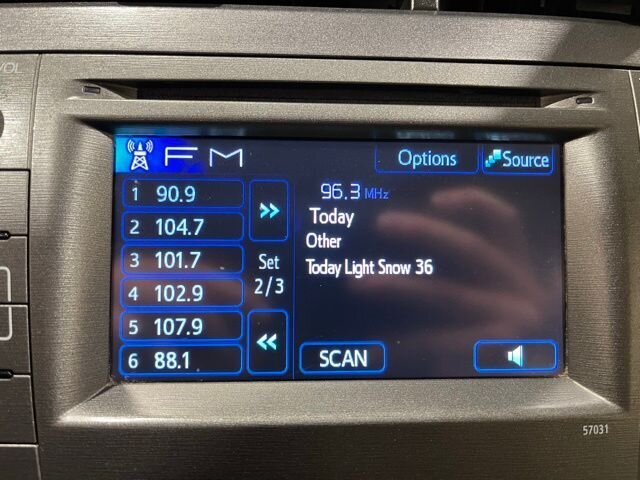 VOL
FM
Options
Source
1 90.9
2 104.7
3 101.7
4 102.9
5 107.9
6 88.1
>>
Set
2/3
<<
96.3 MHz
Today
Other
Today Light Snow 36
SCAN
57031